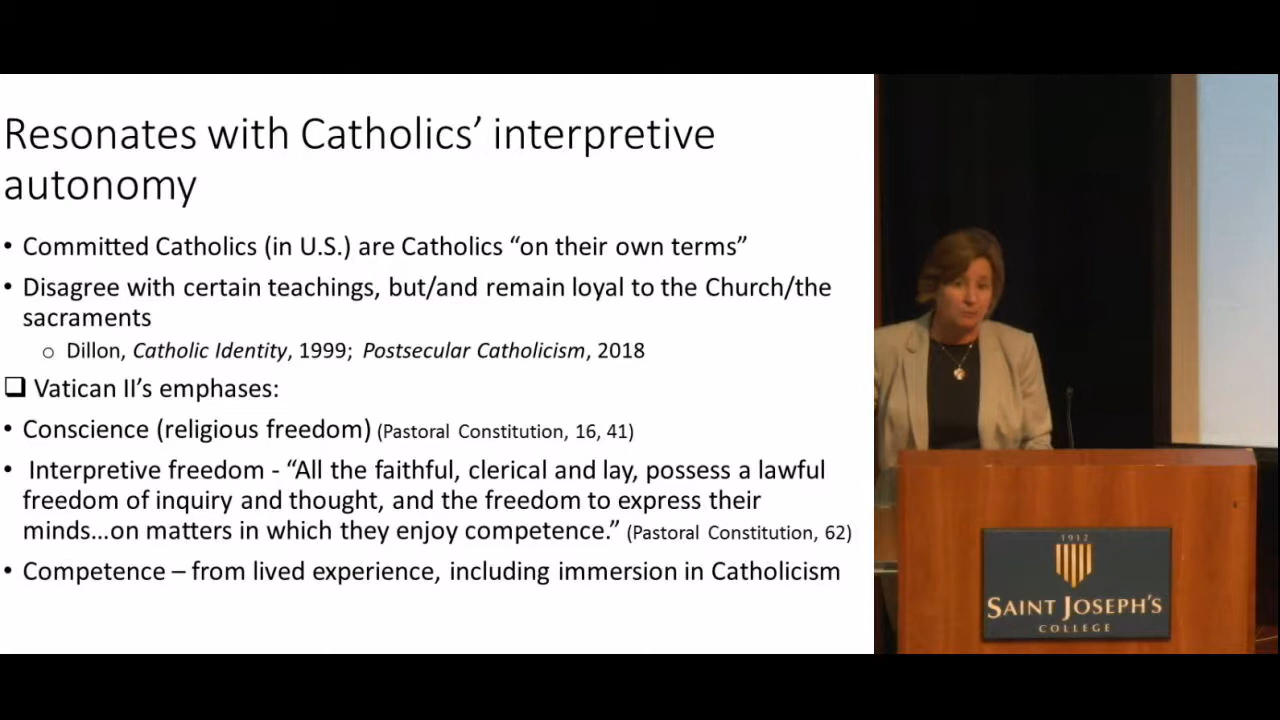 Resonates with Catholics’ interpretive
autonomy
• Committed Catholics (in U.S.) are Catholics “on their own terms”
• Disagree with certain teachings, but/and remain loyal to the Church/the
sacraments
o Dillon, Catholic Identity, 1999; Postsecular Catholicism, 2018
❑ Vatican II’s emphases:
• Conscience (religious freedom) (Pastoral Constitution, 16, 41)
• Interpretive freedom - “All the faithful, clerical and lay, possess a lawful
freedom of inquiry and thought, and the freedom to express their
minds…on matters in which they enjoy competence.” (Pastoral Constitution, 62)
• Competence – from lived experience, including immersion in Catholicism
1912
SAINT JOSEPH'S
COLLEGE